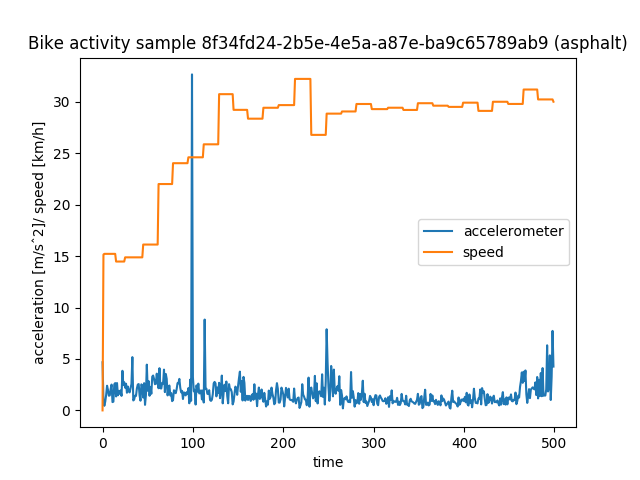 Bike activity sample 8f34fd24-2b5e-4e5a-a87e-ba9c65789ab9 (asphalt)
acceleration [m/s^2]/ speed [km/h]
30
25
20
15
10
5
0
accelerometer
speed
0 100 200 300 400 500
time